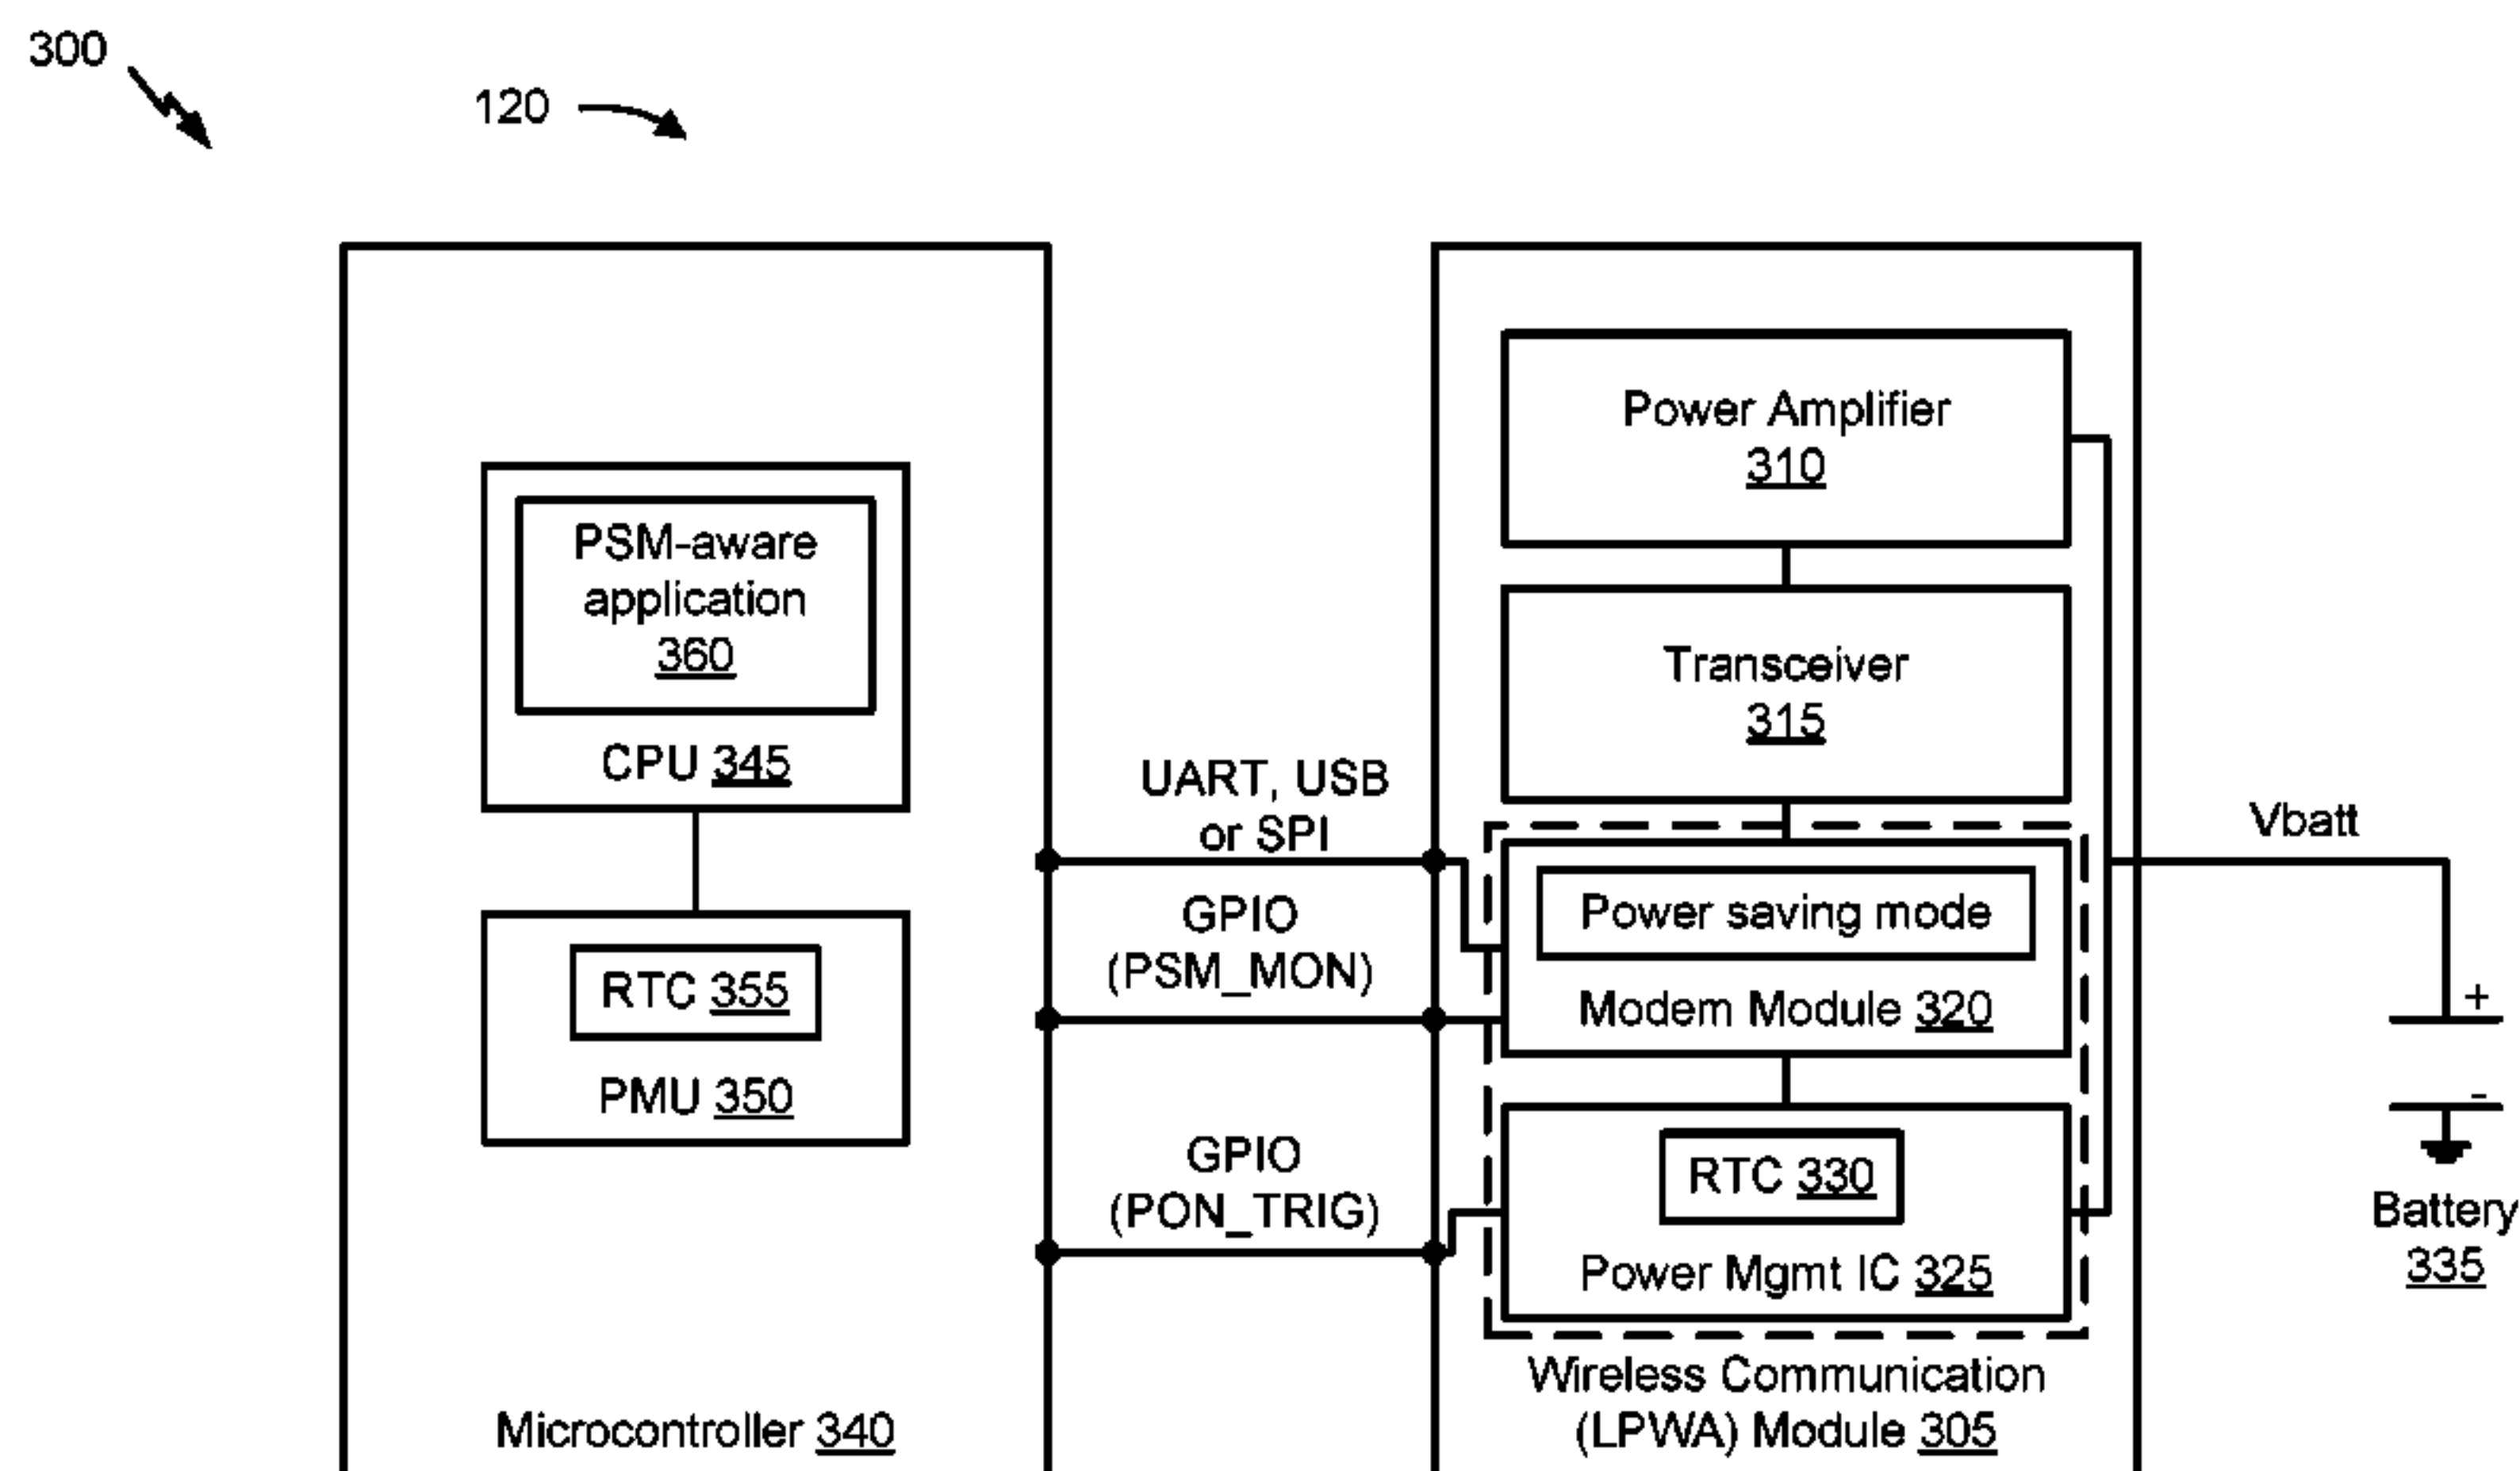 300
120
PSM-aware
application
360
CPU 345
RTC 355
PMU 350
Microcontroller 340
UART, USB
or SPI
GPIO
(PSM_MON)
GPIO
(PON_TRIG)
Power Amplifier
310
Transceiver
315
Power saving mode
Modem Module 320
RTC 330
Power Mgmt IC 325
Wireless Communication
(LPWA) Module 305
Vbatt
+
-
Battery
335